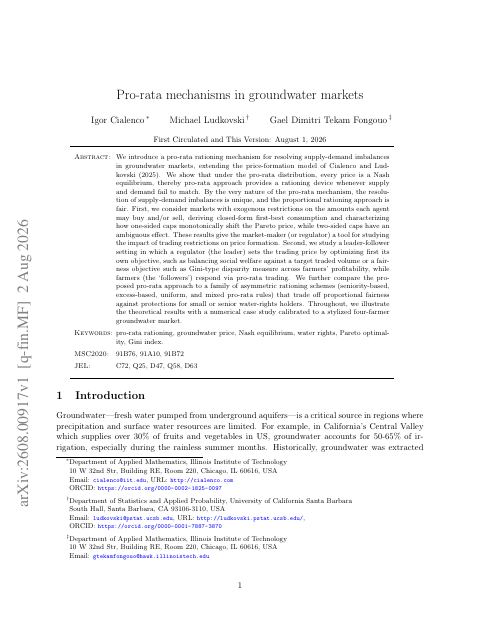 arXiv:2608.00917v1 [q-fin.MF] 2 Aug 2026
Pro-rata mechanisms in groundwater markets
Igor Cialenco * Michael Ludkovski † Gael Dimitri Tekam Fongouo ‡
First Circulated and This Version: August 1, 2026
Abstract: We introduce a pro-rata rationing mechanism for resolving supply-demand imbalances
in groundwater markets, extending the price-formation model of Cialenco and Lud-
kovski (2025). We show that under the pro-rata distribution, every price is a Nash
equilibrium, thereby pro-rata approach provides a rationing device whenever supply
and demand fail to match. By the very nature of the pro-rata mechanism, the resolu-
tion of supply-demand imbalances is unique, and the proportional rationing approach is
fair. First, we consider markets with exogenous restrictions on the amounts each agent
may buy and/or sell, deriving closed-form first-best consumption and characterizing
how one-sided caps monotonically shift the Pareto price, while two-sided caps have an
ambiguous effect. These results give the market-maker (or regulator) a tool for studying
the impact of trading restrictions on price formation. Second, we study a leader-follower
setting in which a regulator (the leader) sets the trading price by optimizing first its
own objective, such as balancing social welfare against a target traded volume or a fair-
ness objective such as Gini-type disparity measure across farmers' profitability, while
farmers (the 'followers') respond via pro-rata trading. We further compare the pro-
posed pro-rata approach to a family of asymmetric rationing schemes (seniority-based,
excess-based, uniform, and mixed pro-rata rules) that trade off proportional fairness
against protections for small or senior water-rights holders. Throughout, we illustrate
the theoretical results with a numerical case study calibrated to a stylized four-farmer
groundwater market.
Keywords: pro-rata rationing, groundwater price, Nash equilibrium, water rights, Pareto optimal-
ity, Gini index.
MSC2020: 91B76, 91A10, 91B72
JEL: C72, Q25, D47, Q58, D63
1 Introduction
Groundwater—fresh water pumped from underground aquifers—is a critical source in regions where
precipitation and surface water resources are limited. For example, in California's Central Valley
which supplies over 30% of fruits and vegetables in US, groundwater accounts for 50-65% of ir-
rigation, especially during the rainless summer months. Historically, groundwater was extracted
*Department of Applied Mathematics, Illinois Institute of Technology
10 W 32nd Str, Building RE, Room 220, Chicago, IL 60616, USA
Email: cialenco@iit.edu, URL: http://cialenco.com
ORCID: https://orcid.org/0000-0002-1825-0097
†Department of Statistics and Applied Probability, University of California Santa Barbara
South Hall, Santa Barbara, CA 93106-3110, USA
Email: ludkovski@pstat.ucsb.edu, URL: http://ludkovski.pstat.ucsb.edu/,
ORCID: https://orcid.org/0000-0001-7887-3870
‡Department of Applied Mathematics, Illinois Institute of Technology
10 W 32nd Str, Building RE, Room 220, Chicago, IL 60616, USA
Email: gtekamfongouo@hawk.illinoistech.edu
1